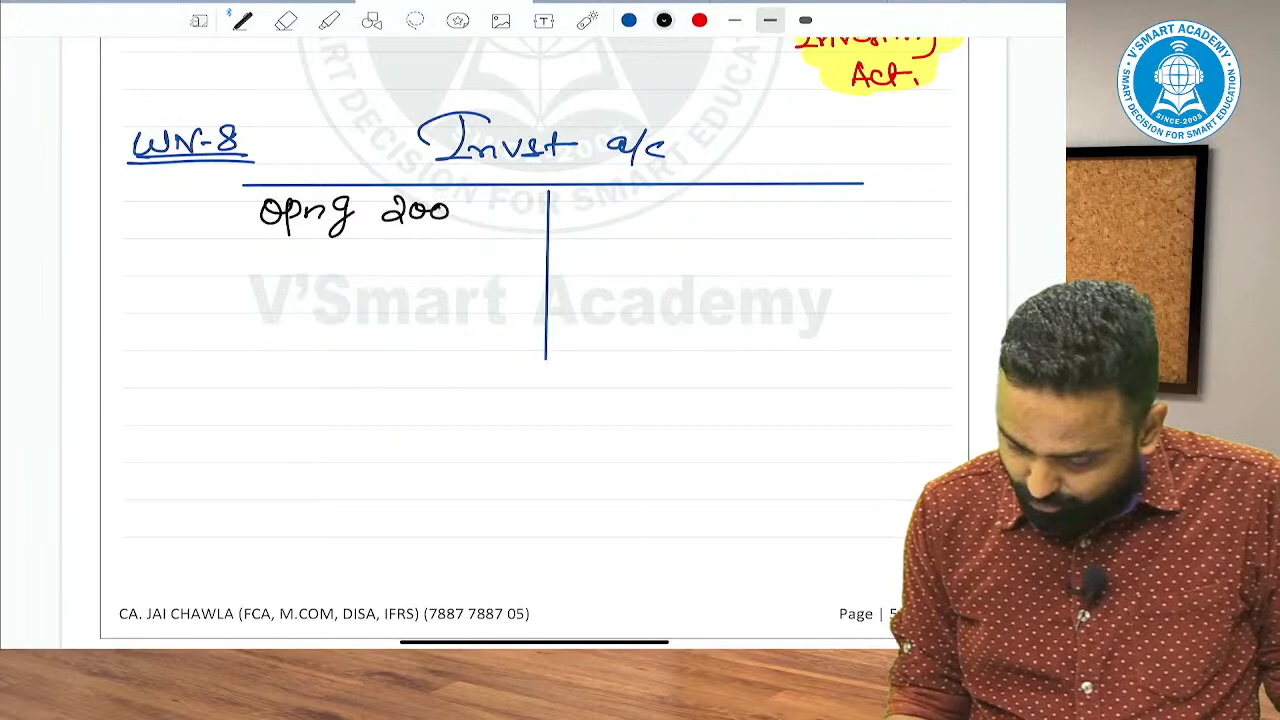 Investing
Act.
V'SMART ACADEMY
SINCE-2005
SMART DECISION FOR SMART EDUCATION
WN-8 Invst a/c
Opng 200
V'Smart Academy
CA. JAI CHAWLA (FCA, M.COM, DISA, IFRS) (7887 7887 05)
Page | 5